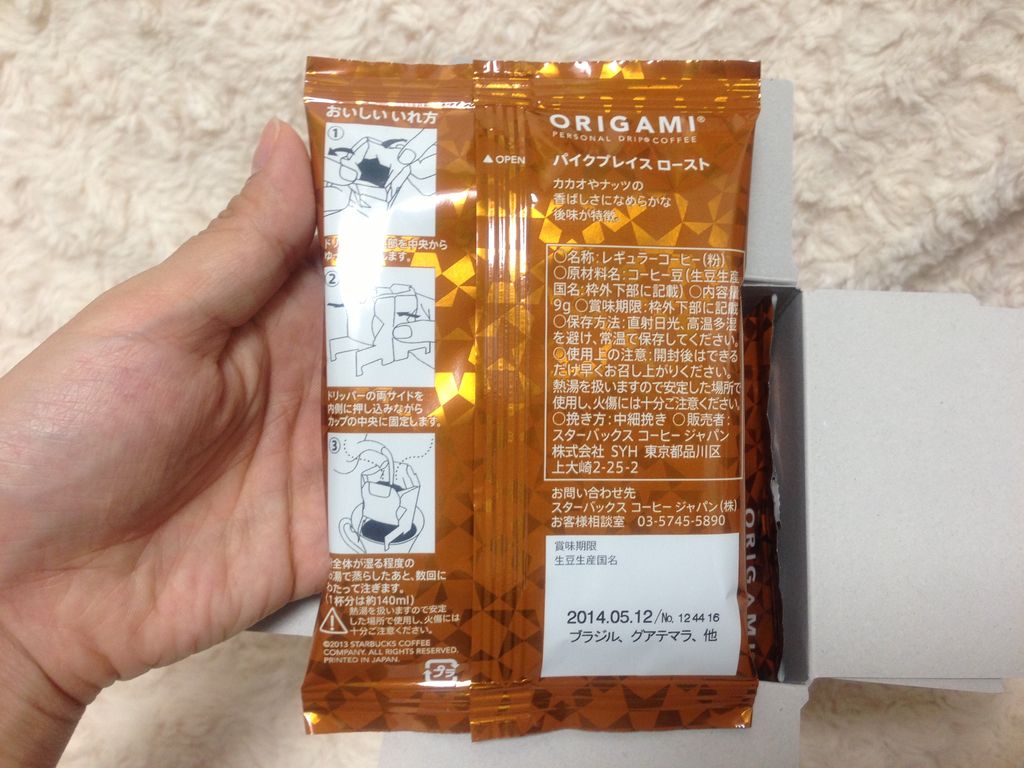 おいしい いれ方
①
を中央から
ます。
②
ドリッパーの両サイドを
内側に押し込みながら
カップの中央に固定します。
③
全体が湿る程度の
湯で蒸らしたあと、数回に
わたって注ぎます。
(1杯分は約140ml)
熱湯を扱いますので安定
した場所で使用し、火傷には
十分ご注意ください。
©2013 STARBUCKS COFFEE
COMPANY. ALL RIGHTS RESERVED.
PRINTED IN JAPAN.
プラ
▲OPEN
ORIGAMI®
PERSONAL DRIP® COFFEE
パイクプレイス ロースト
カカオやナッツの
香ばしさになめらかな
後味が特徴。
○名称:レギュラーコーヒー(粉)
○原材料名:コーヒー豆(生豆生産
国名:枠外下部に記載) ○内容量
9g ○賞味期限:枠外下部に記載
○保存方法:直射日光、高温多湿
を避け、常温で保存してください。
○使用上の注意:開封後はできる
だけ早くお召し上がりください。
熱湯を扱いますので安定した場所で
使用し、火傷には十分ご注意ください。
○挽き方:中細挽き ○販売者:
スターバックス コーヒー ジャパン
株式会社 SYH 東京都品川区
上大崎2-25-2
お問い合わせ先
スターバックス コーヒー ジャパン(株)
お客様相談室 03-5745-5890
賞味期限
生豆生産国名
2014.05.12/No. 124416
ブラジル、グアテマラ、他
ORIGAMI